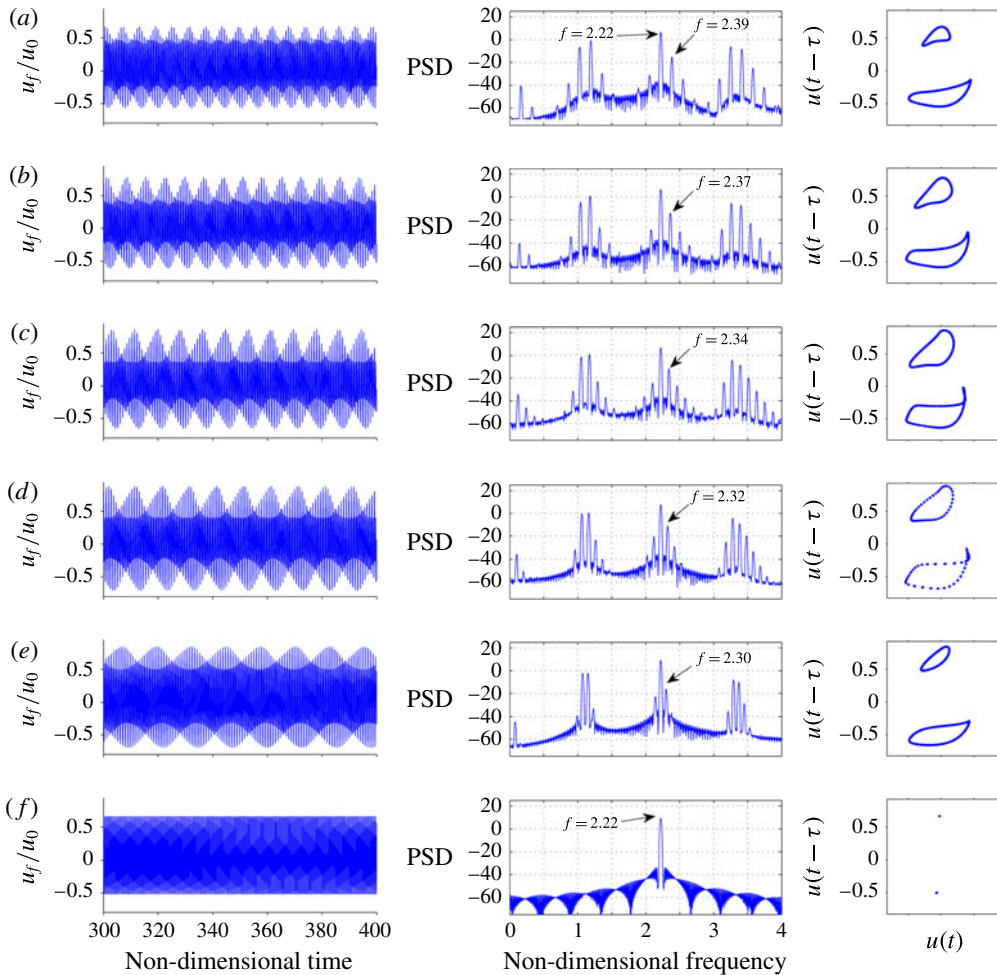 (a)
u_f/u_0
0.5
0
−0.5
PSD
20
0
−20
−40
−60
f = 2.22
f = 2.39
u(t − τ)
0.5
0
−0.5
(b)
u_f/u_0
0.5
0
−0.5
PSD
20
0
−20
−40
−60
f = 2.37
u(t − τ)
0.5
0
−0.5
(c)
u_f/u_0
0.5
0
−0.5
PSD
20
0
−20
−40
−60
f = 2.34
u(t − τ)
0.5
0
−0.5
(d)
u_f/u_0
0.5
0
−0.5
PSD
20
0
−20
−40
−60
f = 2.32
u(t − τ)
0.5
0
−0.5
(e)
u_f/u_0
0.5
0
−0.5
PSD
20
0
−20
−40
−60
f = 2.30
u(t − τ)
0.5
0
−0.5
(f)
u_f/u_0
0.5
0
−0.5
300 320 340 360 380 400
Non-dimensional time
PSD
20
0
−20
−40
−60
f = 2.22
0 1 2 3 4
Non-dimensional frequency
u(t − τ)
0.5
0
−0.5
u(t)